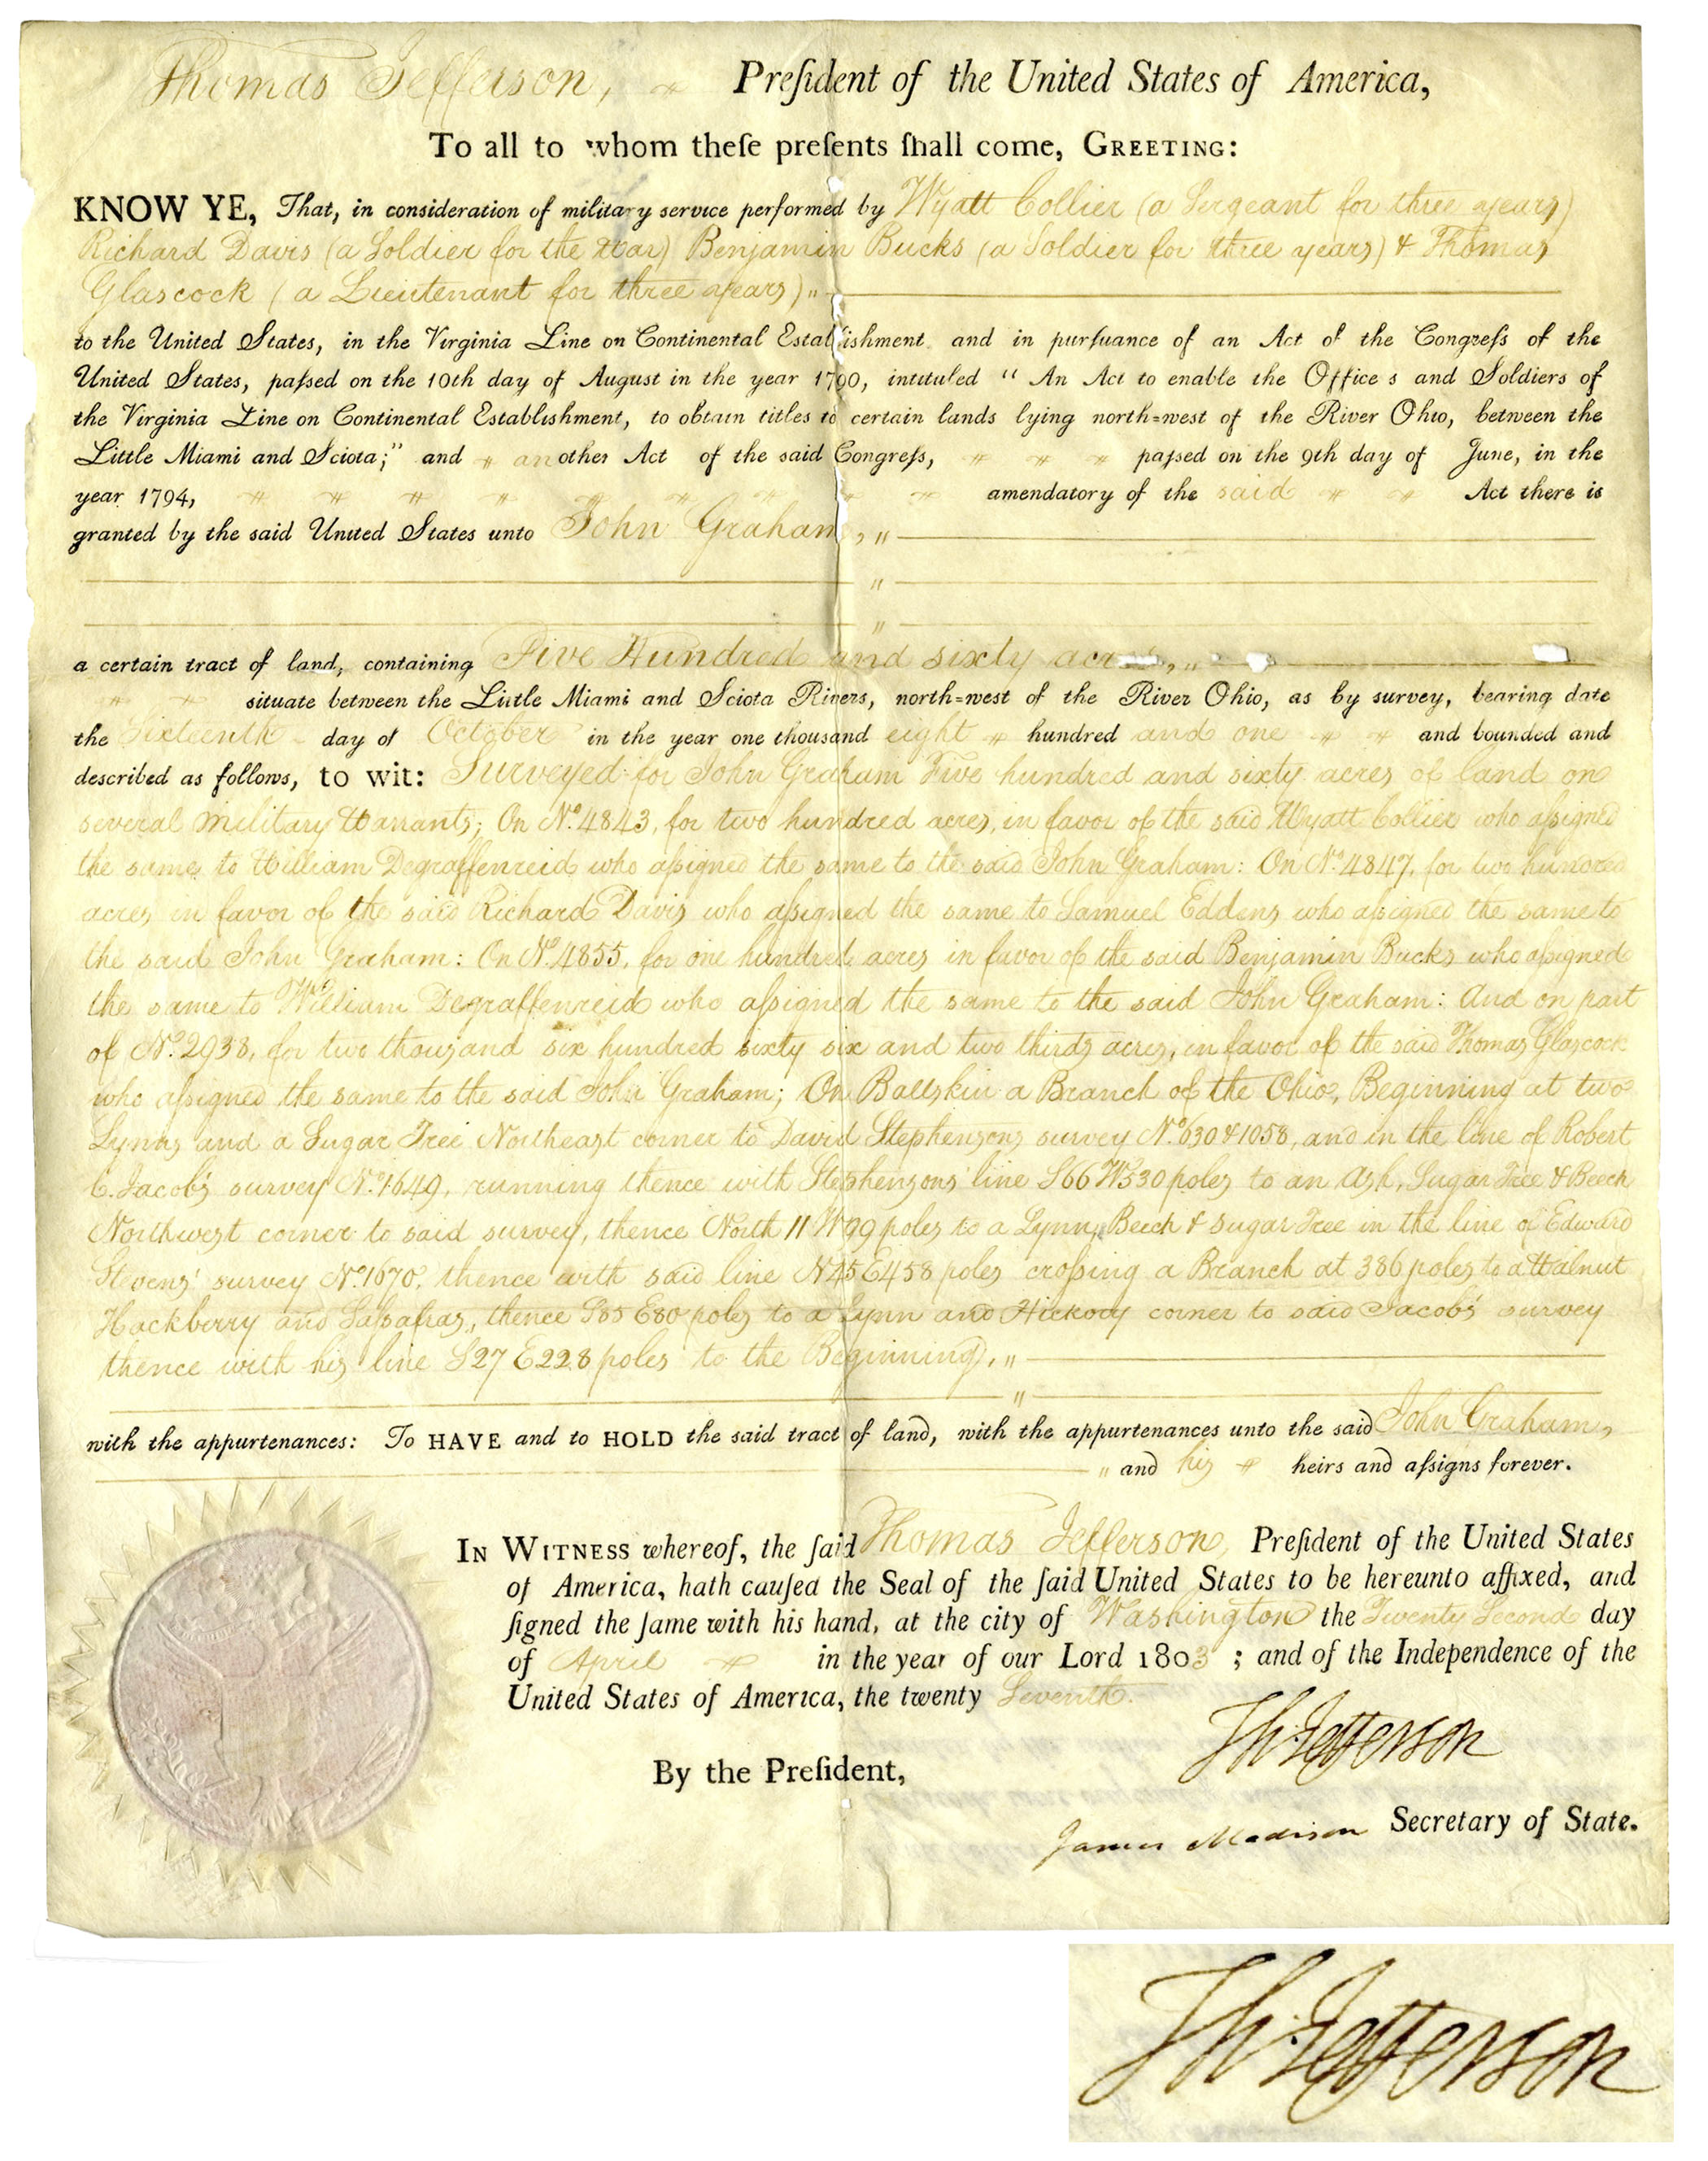 Thomas Jefferson, Preſident of the United States of America,
To all to whom theſe preſents ſhall come, GREETING:
KNOW YE, That, in consideration of military service performed by Wyatt Collier (a Sergeant for three years)
Richard Davis (a Soldier for the War) Benjamin Bucks (a Soldier for three years) & Thomas
Glascock (a Lieutenant for three years) „
to the United States, in the Virginia Line on Continental Establishment and in purſuance of an Act of the Congreſs of the
United States, paſsed on the 10th day of August in the year 1790, intituled “ An Act to enable the Office s and Soldiers of
the Virginia Line on Continental Establishment, to obtain titles to certain lands lying north=west of the River Ohio, between the
Little Miami and Sciota;” and another Act of the said Congreſs, paſsed on the 9th day of June, in the
year 1794, amendatory of the said Act there is
granted by the said United States unto John Graham, „
„
„
a certain tract of land, containing Five Hundred and sixty acres, „
situate between the Little Miami and Sciota Rivers, north=west of the River Ohio, as by survey, bearing date
the Sixteenth day of October in the year one thousand eight hundred and one and bounded and
described as follows, to wit: Surveyed for John Graham Five hundred and sixty acres of land on
several military Warrants; On Nº. 4843, for two hundred acres, in favor of the said Wyatt Collier who aſsigned
the same to William Degraffenreid who aſsigned the same to the said John Graham: On Nº. 4847, for two hundred
acres in favor of the said Richard Davis who aſsigned the same to Samuel Eddens who aſsigned the same to
the said John Graham: On Nº. 4855, for one hundred acres in favor of the said Benjamin Bucks who aſsigned
the same to William Degraffenreid who aſsigned the same to the said John Graham: And on part
of Nº. 2938, for two thousand six hundred sixty six and two thirds acres, in favor of the said Thomas Glascock
who aſsigned the same to the said John Graham; On Ballskin a Branch of the Ohio, Beginning at two
Lynns and a Sugar Tree Northeast corner to David Stephensons survey Nº. 630 & 1058, and in the line of Robert
C. Jacob's survey Nº. 1649, running thence with Stephensons' line S66 W530 poles to an Ash, Sugar Tree & Beech
Northwest corner to said survey, thence North 11 W 99 poles to a Lynn, Beech & Sugar Tree in the line of Edward
Stevens' survey Nº. 1670, thence with said line N45 E458 poles croſsing a Branch at 386 poles to a Walnut
Hackberry and Saſsafras, thence S85 E80 poles to a Lynn and Hickory corner to said Jacob's survey
thence with his line S27 E228 poles to the Beginning. „
„
with the appurtenances: To HAVE and to HOLD the said tract of land, with the appurtenances unto the said John Graham,
„ and his heirs and aſsigns forever.
IN WITNESS whereof, the ſaid Thomas Jefferson, Preſident of the United States
of America, hath cauſed the Seal of the ſaid United States to be hereunto affixed, and
ſigned the ſame with his hand, at the city of Washington the Twenty Second day
of April in the year of our Lord 1803 ; and of the Independence of the
United States of America, the twenty Seventh.
Th: Jefferson
By the Preſident,
James Madison Secretary of State.
Th: Jefferson